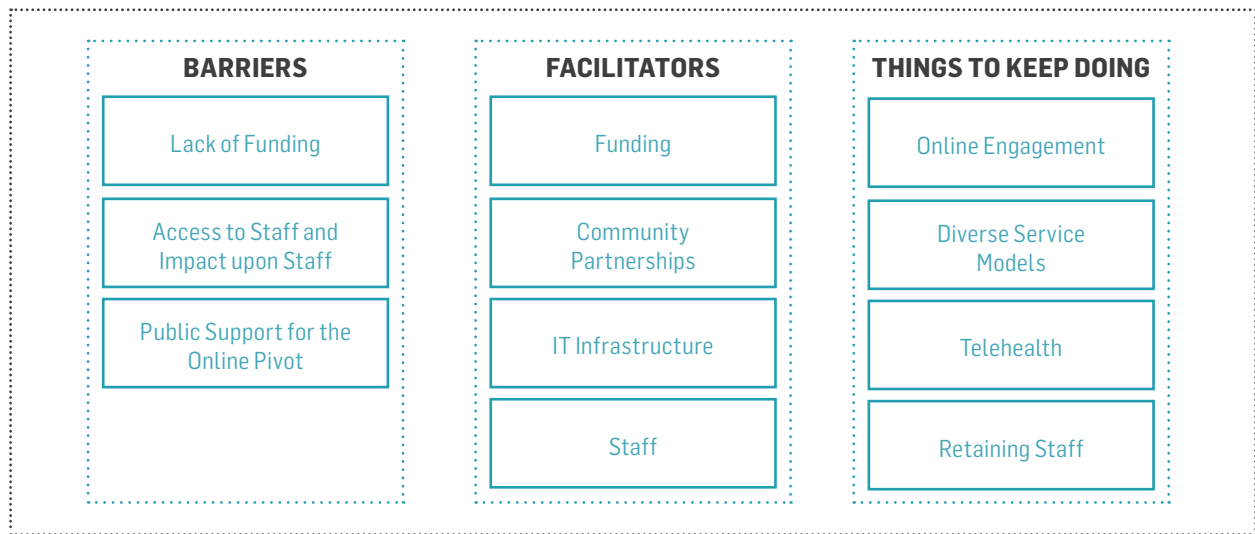 BARRIERS
Lack of Funding
Access to Staff and
Impact upon Staff
Public Support for the
Online Pivot
FACILITATORS
Funding
Community
Partnerships
IT Infrastructure
Staff
THINGS TO KEEP DOING
Online Engagement
Diverse Service
Models
Telehealth
Retaining Staff